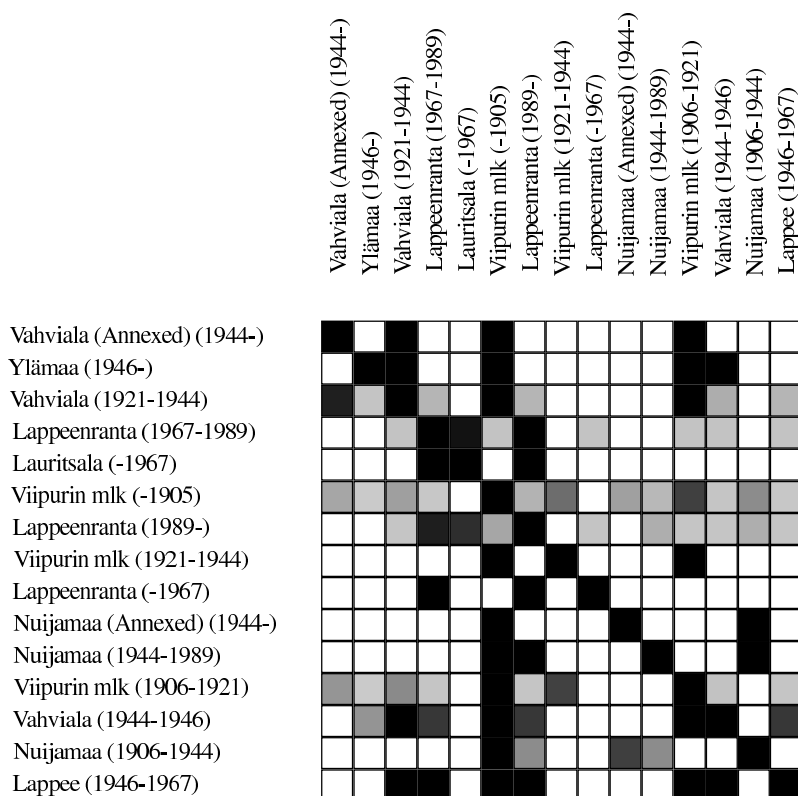 Vahviala (Annexed) (1944-)
Ylämaa (1946-)
Vahviala (1921-1944)
Lappeenranta (1967-1989)
Lauritsala (-1967)
Viipurin mlk (-1905)
Lappeenranta (1989-)
Viipurin mlk (1921-1944)
Lappeenranta (-1967)
Nuijamaa (Annexed) (1944-)
Nuijamaa (1944-1989)
Viipurin mlk (1906-1921)
Vahviala (1944-1946)
Nuijamaa (1906-1944)
Lappee (1946-1967)
Vahviala (Annexed) (1944-)
Ylämaa (1946-)
Vahviala (1921-1944)
Lappeenranta (1967-1989)
Lauritsala (-1967)
Viipurin mlk (-1905)
Lappeenranta (1989-)
Viipurin mlk (1921-1944)
Lappeenranta (-1967)
Nuijamaa (Annexed) (1944-)
Nuijamaa (1944-1989)
Viipurin mlk (1906-1921)
Vahviala (1944-1946)
Nuijamaa (1906-1944)
Lappee (1946-1967)